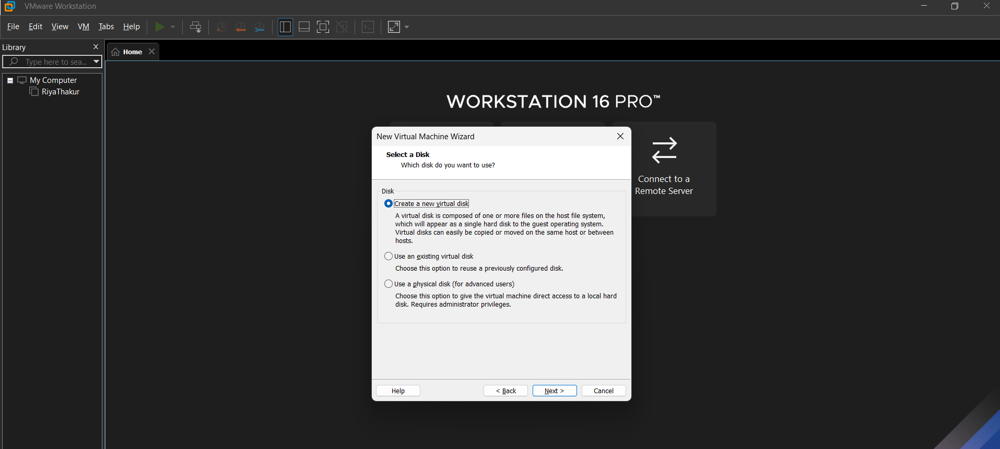 VMware Workstation
File Edit View VM Tabs Help
Library
Type here to sea...
My Computer
RiyaThakur
Home
WORKSTATION 16 PRO™
Connect to a
Remote Server
New Virtual Machine Wizard
Select a Disk
Which disk do you want to use?
Disk
Create a new virtual disk
A virtual disk is composed of one or more files on the host file system,
which will appear as a single hard disk to the guest operating system.
Virtual disks can easily be copied or moved on the same host or between
hosts.
Use an existing virtual disk
Choose this option to reuse a previously configured disk.
Use a physical disk (for advanced users)
Choose this option to give the virtual machine direct access to a local hard
disk. Requires administrator privileges.
Help < Back Next > Cancel